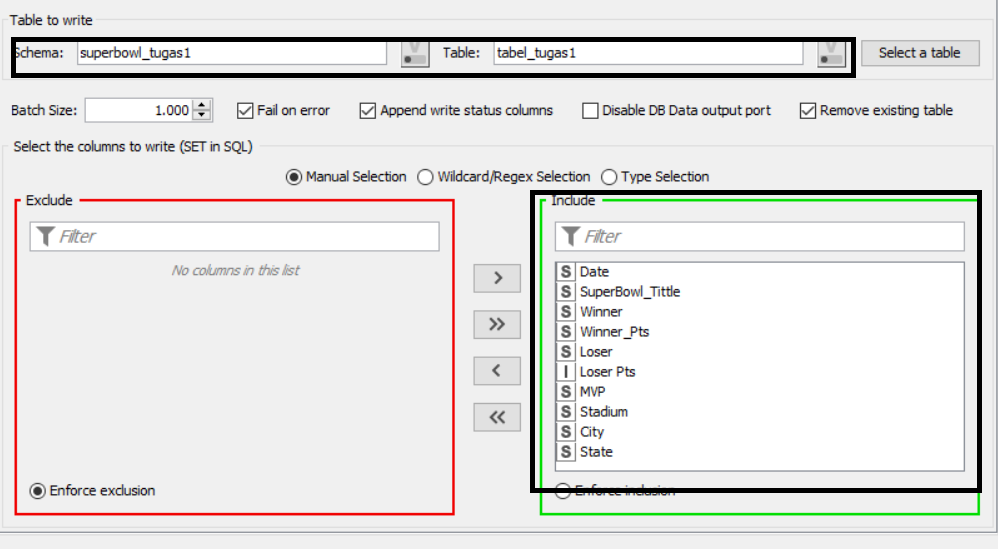 Table to write
Schema: superbowl_tugas1 V Table: tabel_tugas1 V Select a table
Batch Size: 1.000 Fail on error Append write status columns Disable DB Data output port Remove existing table
Select the columns to write (SET in SQL)
Manual Selection Wildcard/Regex Selection Type Selection
Exclude Include
Filter Filter
No columns in this list
S Date
S SuperBowl_Tittle
S Winner
S Winner_Pts
S Loser
I Loser Pts
S MVP
S Stadium
S City
S State
Enforce exclusion Enforce inclusion